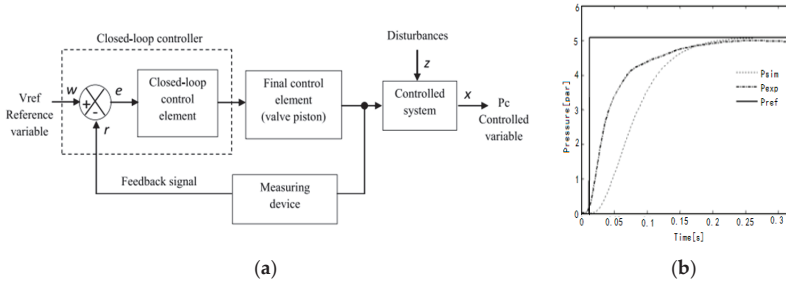 Closed-loop controller
Disturbances
z
Vref
Reference
variable
w
+
-
e
r
Closed-loop
control
element
Final control
element
(valve piston)
Controlled
system
x
Pc
Controlled
variable
Feedback signal
Measuring
device
(a)
Pressure[par]
6
5
4
3
2
1
0
0 0.05 0.1 0.15 0.2 0.25 0.3
Time[s]
Psim
Pexp
Pref
(b)